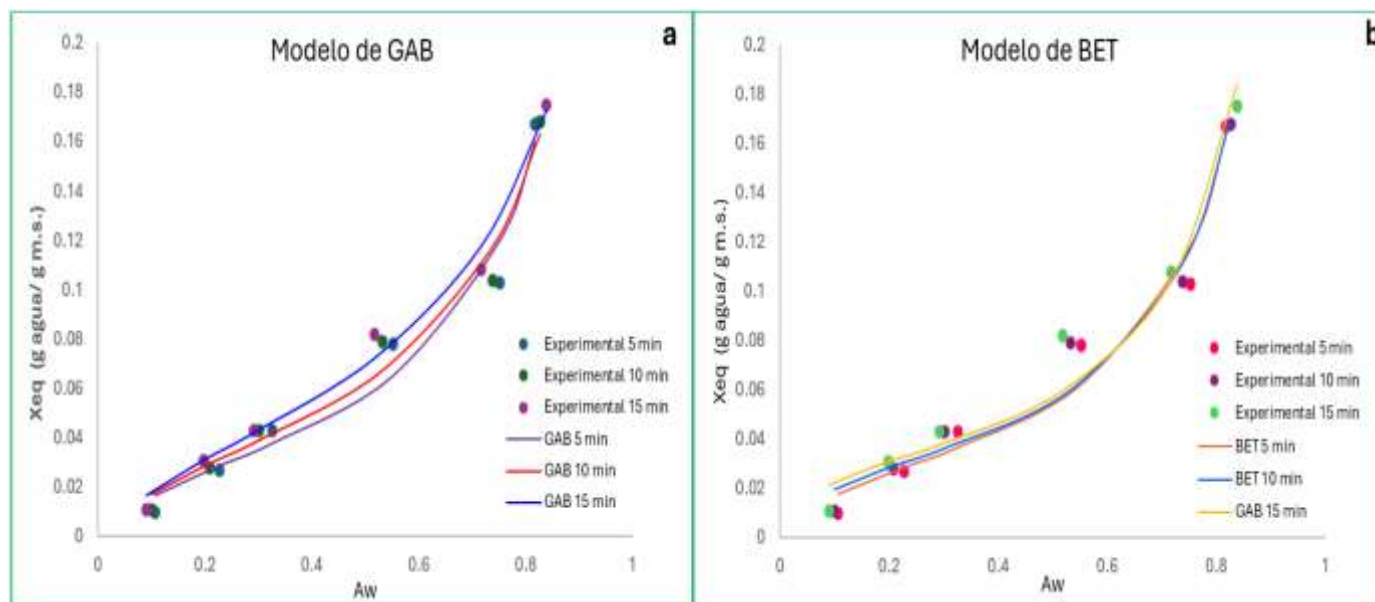 Modelo de GAB
a
0.2
0.18
0.16
0.14
0.12
0.1
0.08
0.06
0.04
0.02
0
Xeq (g agua/ g m.s.)
0
0.2
0.4
0.6
0.8
1
Aw
Experimental 5 min
Experimental 10 min
Experimental 15 min
GAB 5 min
GAB 10 min
GAB 15 min
Modelo de BET
b
0.2
0.18
0.16
0.14
0.12
0.1
0.08
0.06
0.04
0.02
0
Xeq (g agua/ g m.s.)
0
0.2
0.4
0.6
0.8
1
Aw
Experimental 5 min
Experimental 10 min
Experimental 15 min
BET 5 min
BET 10 min
GAB 15 min